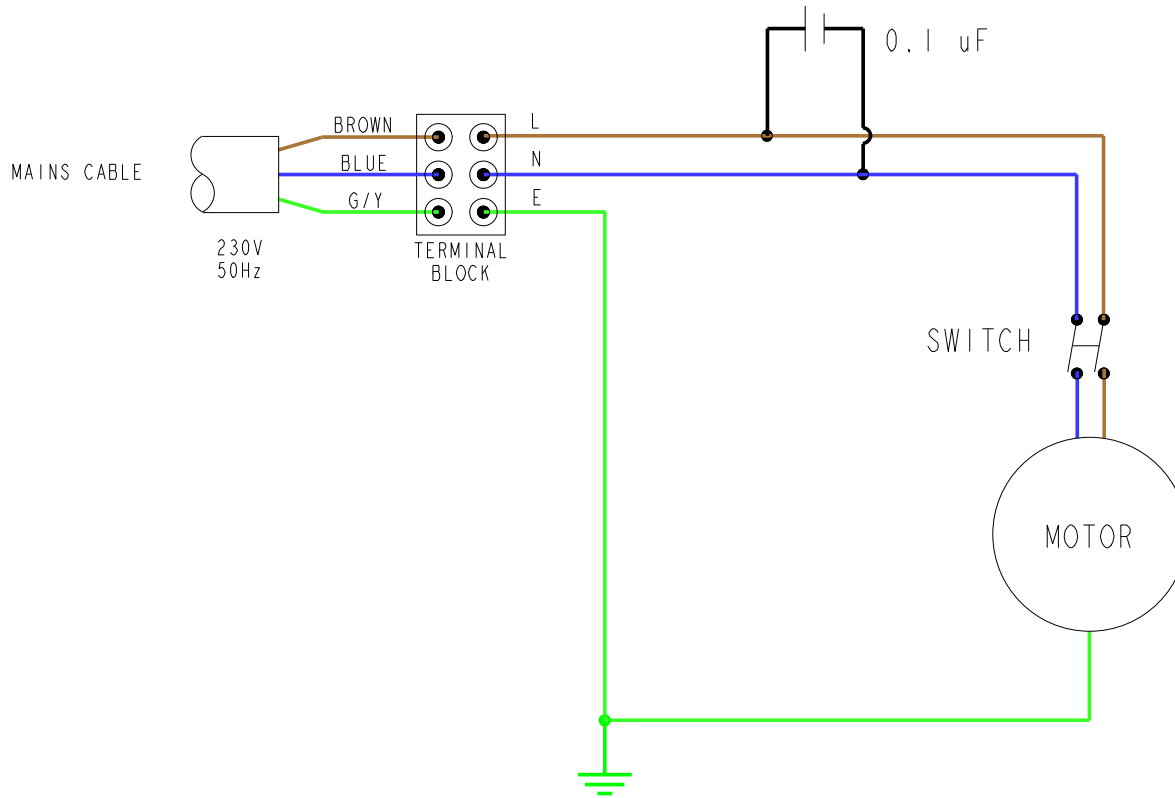 0.1 uF
BROWN
L
MAINS CABLE
BLUE
N
G/Y
E
230V
50Hz
TERMINAL
BLOCK
SWITCH
MOTOR